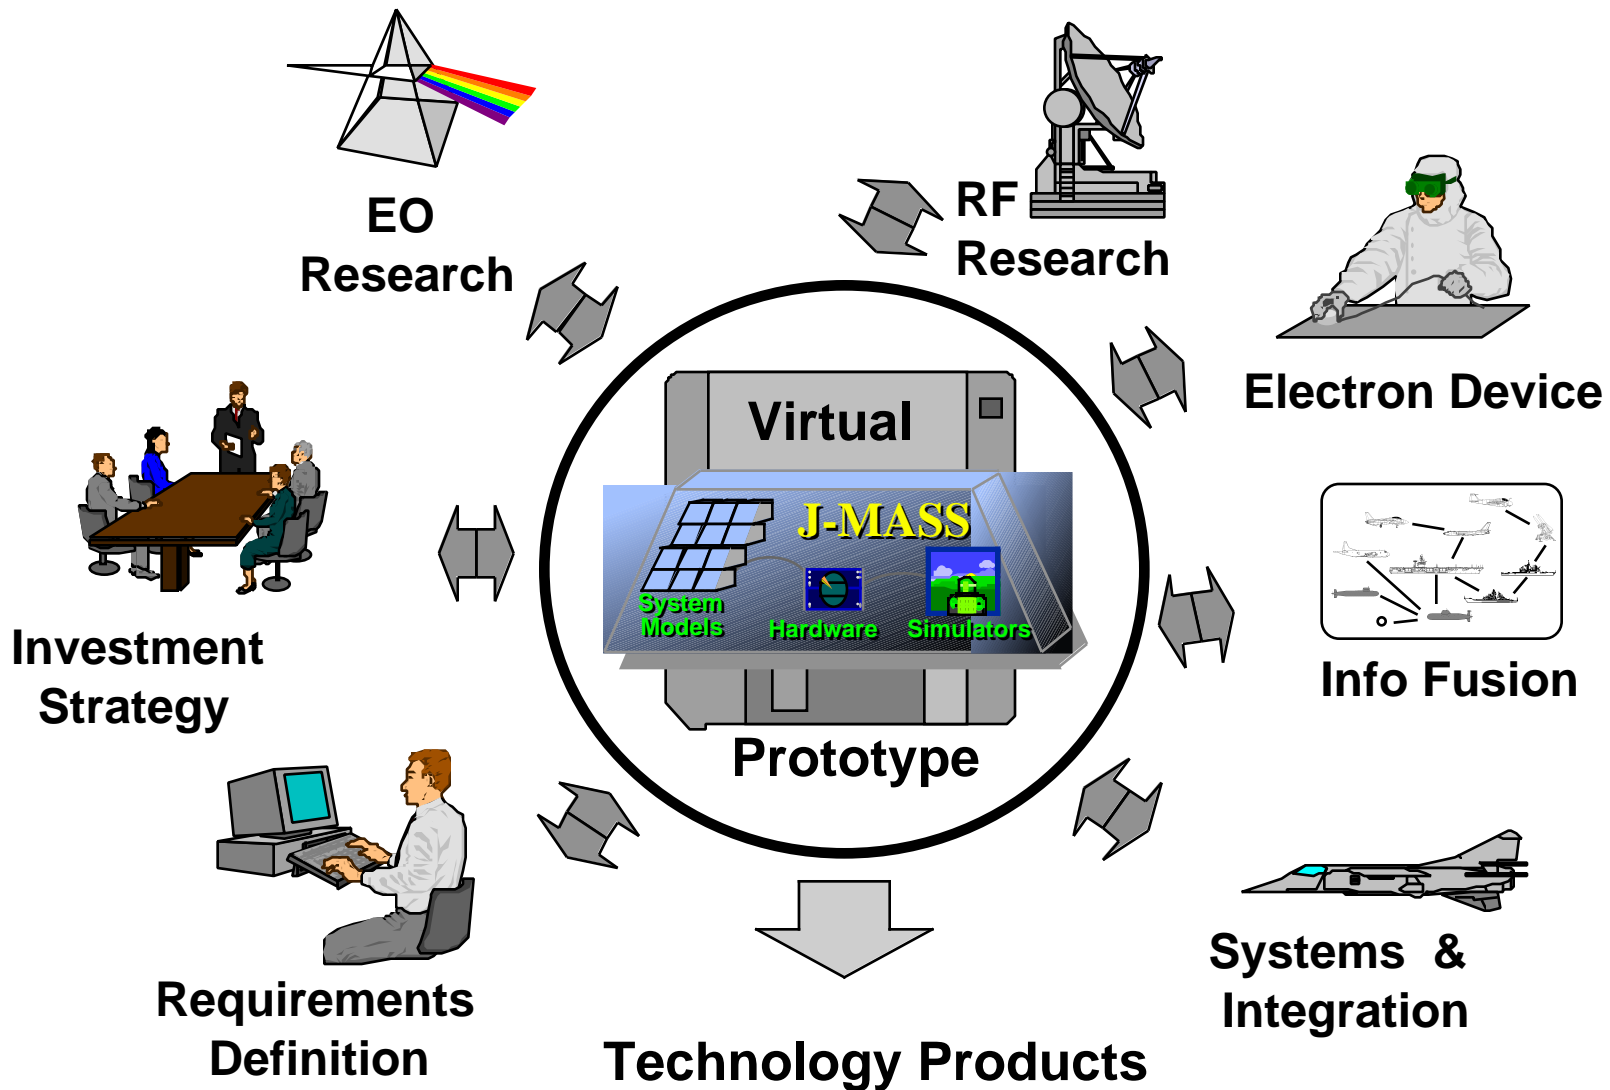 EO
Research
RF
Research
Electron Device
Virtual
J-MASS
System
Models
Hardware
Simulators
Investment
Strategy
Info Fusion
Prototype
Systems &
Integration
Requirements
Definition
Technology Products